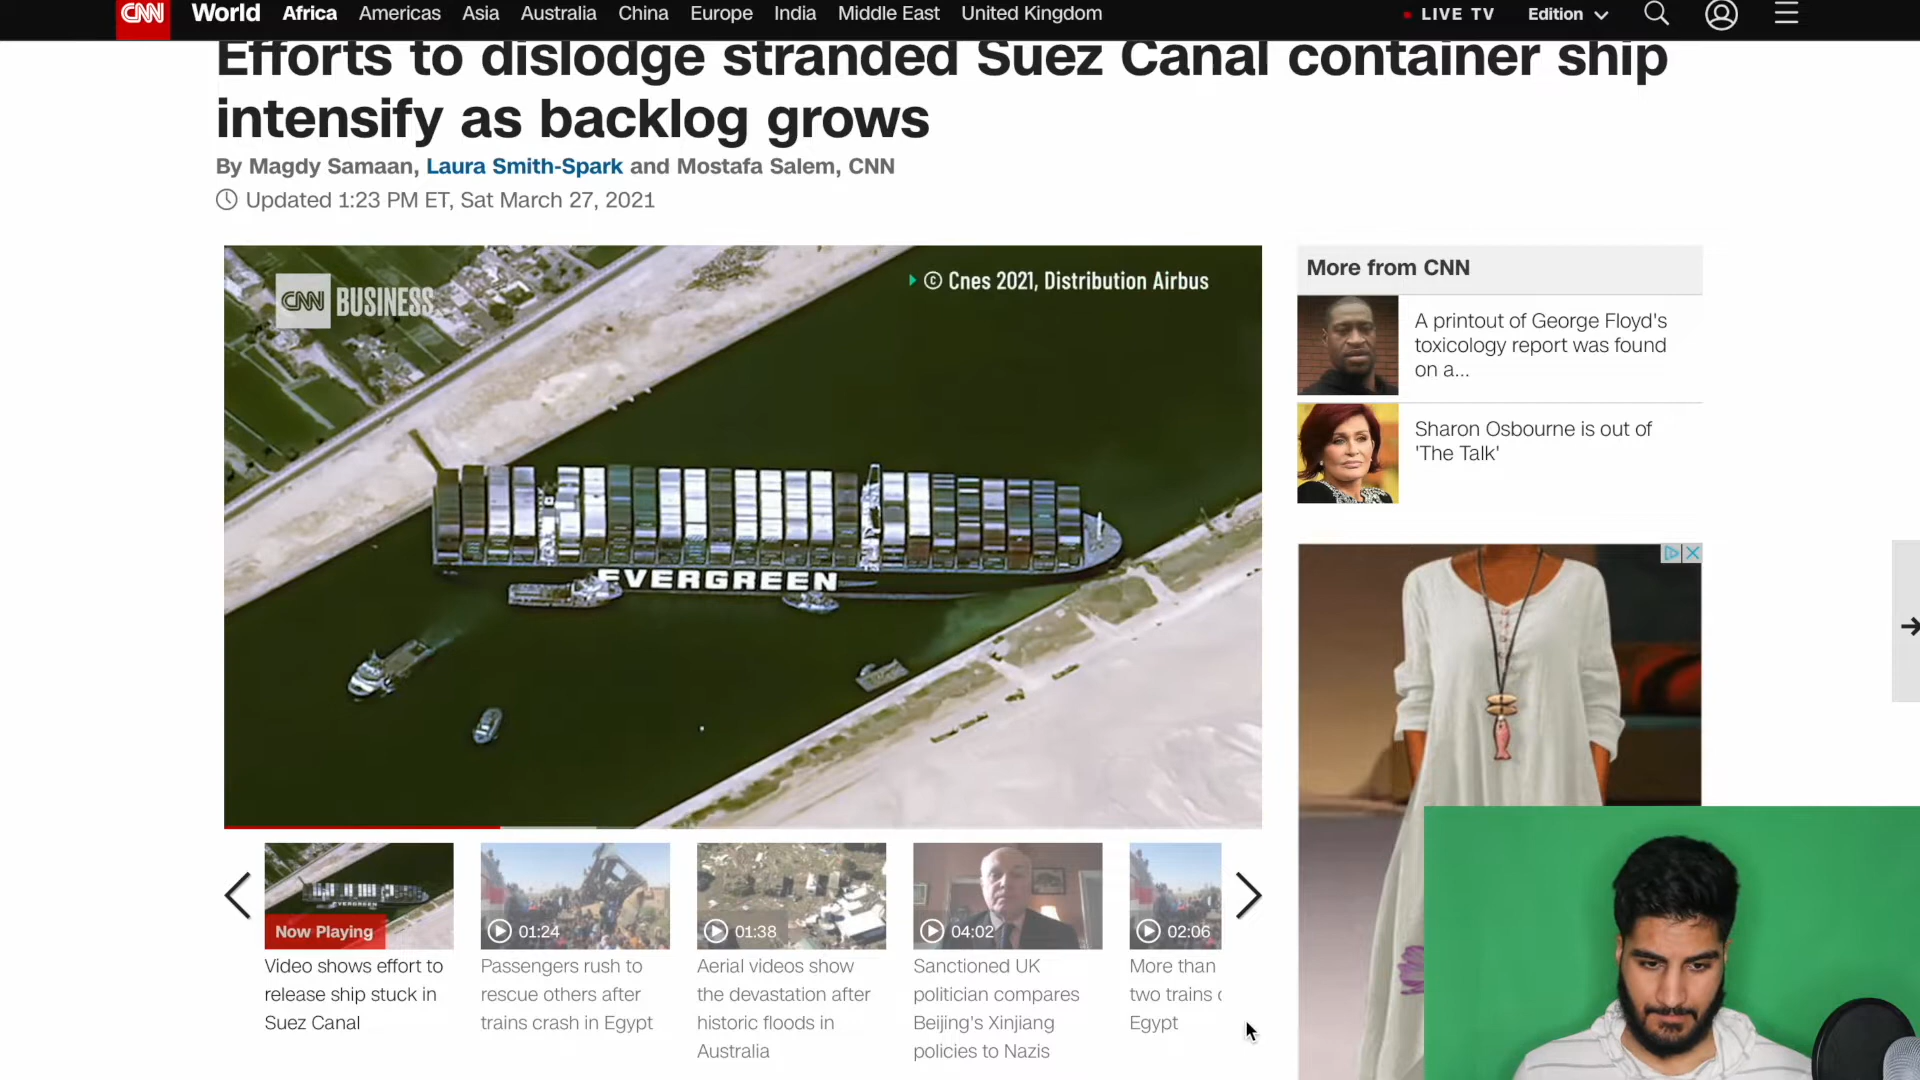 CNN World Africa Americas Asia Australia China Europe India Middle East United Kingdom LIVE TV Edition
Efforts to dislodge stranded Suez Canal container ship
intensify as backlog grows
By Magdy Samaan, Laura Smith-Spark and Mostafa Salem, CNN
Updated 1:23 PM ET, Sat March 27, 2021
CNN BUSINESS
© Cnes 2021, Distribution Airbus
EVERGREEN
More from CNN
A printout of George Floyd's
toxicology report was found
on a...
Sharon Osbourne is out of
'The Talk'
Now Playing
Video shows effort to
release ship stuck in
Suez Canal
01:24
Passengers rush to
rescue others after
trains crash in Egypt
01:38
Aerial videos show
the devastation after
historic floods in
Australia
04:02
Sanctioned UK
politician compares
Beijing's Xinjiang
policies to Nazis
02:06
More than
two trains
Egypt